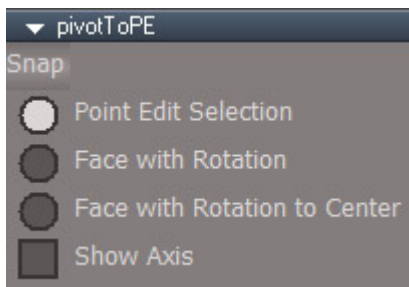 pivotToPE
Snap
Point Edit Selection
Face with Rotation
Face with Rotation to Center
Show Axis